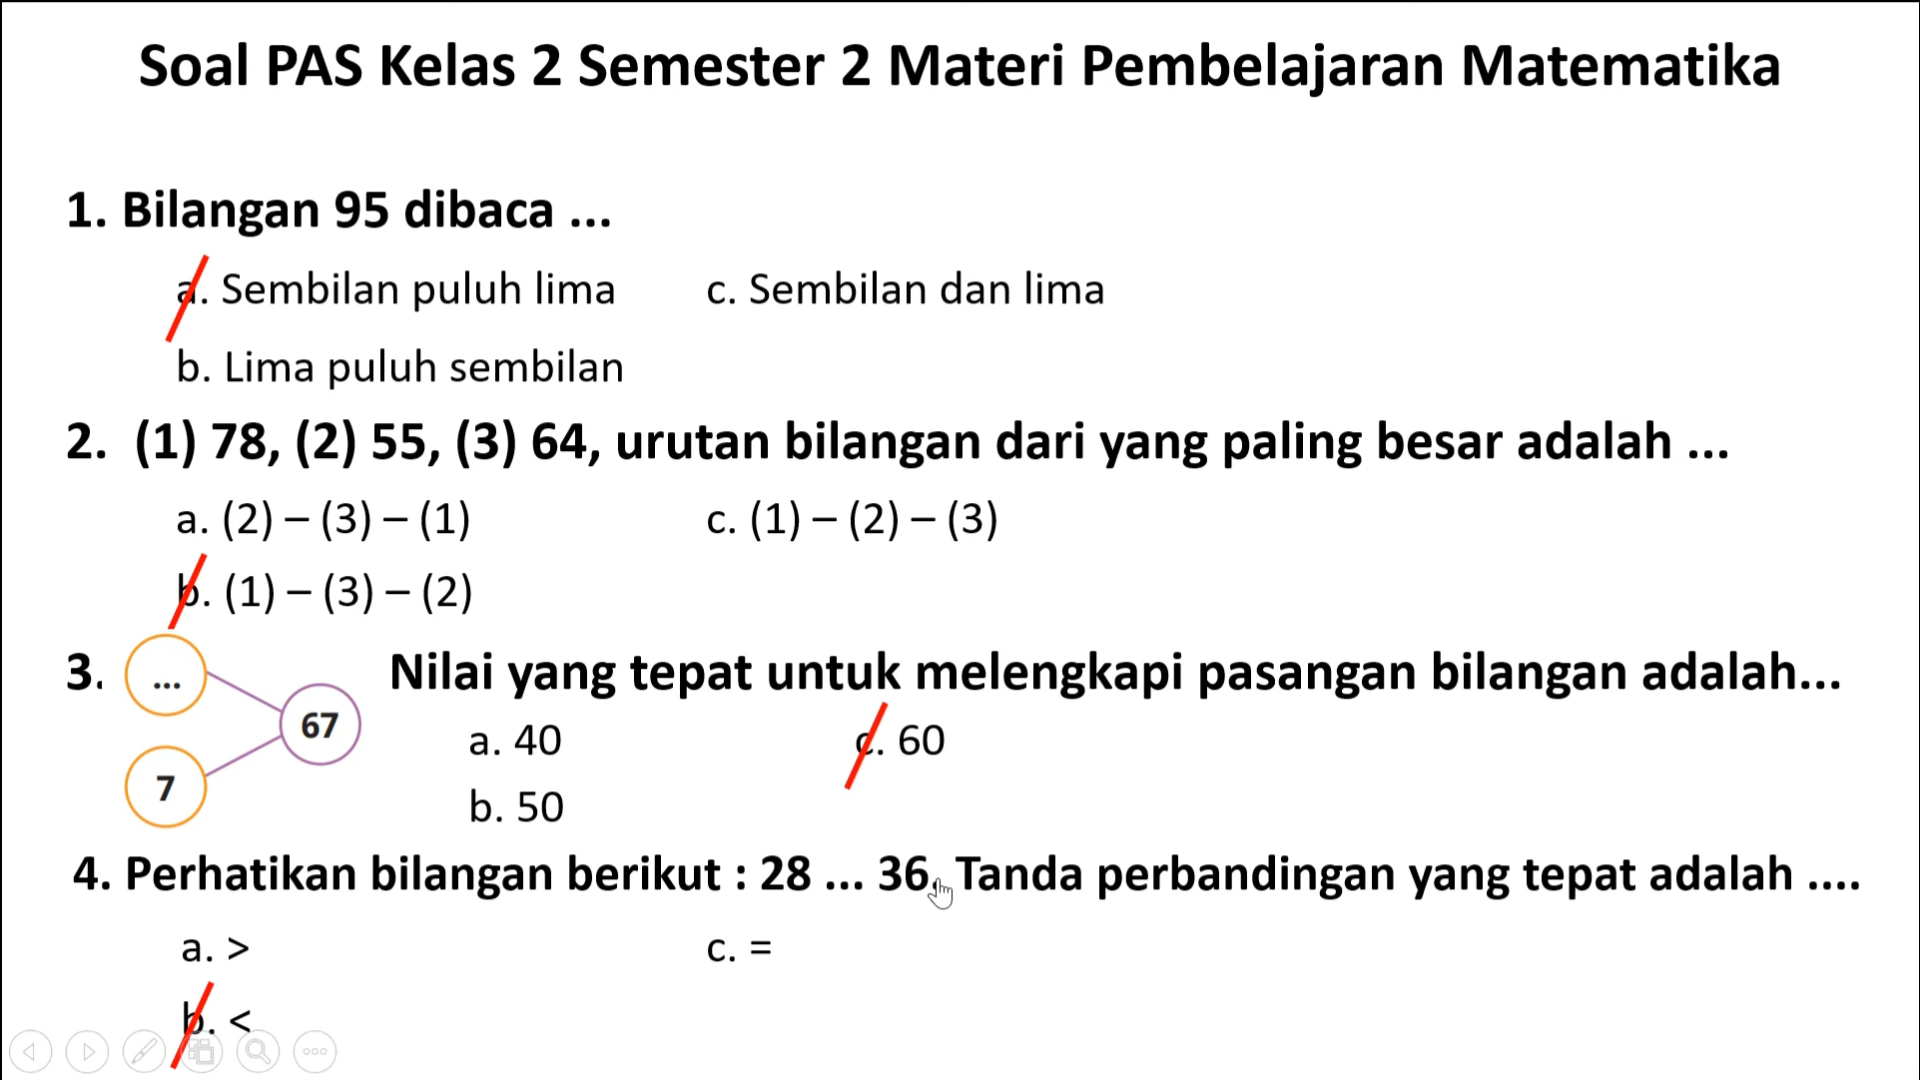 Soal PAS Kelas 2 Semester 2 Materi Pembelajaran Matematika
1. Bilangan 95 dibaca ...
a. Sembilan puluh lima c. Sembilan dan lima
b. Lima puluh sembilan
2. (1) 78, (2) 55, (3) 64, urutan bilangan dari yang paling besar adalah ...
a. (2) – (3) – (1) c. (1) – (2) – (3)
b. (1) – (3) – (2)
3. ... Nilai yang tepat untuk melengkapi pasangan bilangan adalah...
67
a. 40 c. 60
7
b. 50
4. Perhatikan bilangan berikut : 28 ... 36. Tanda perbandingan yang tepat adalah ....
a. > c. =
b. <